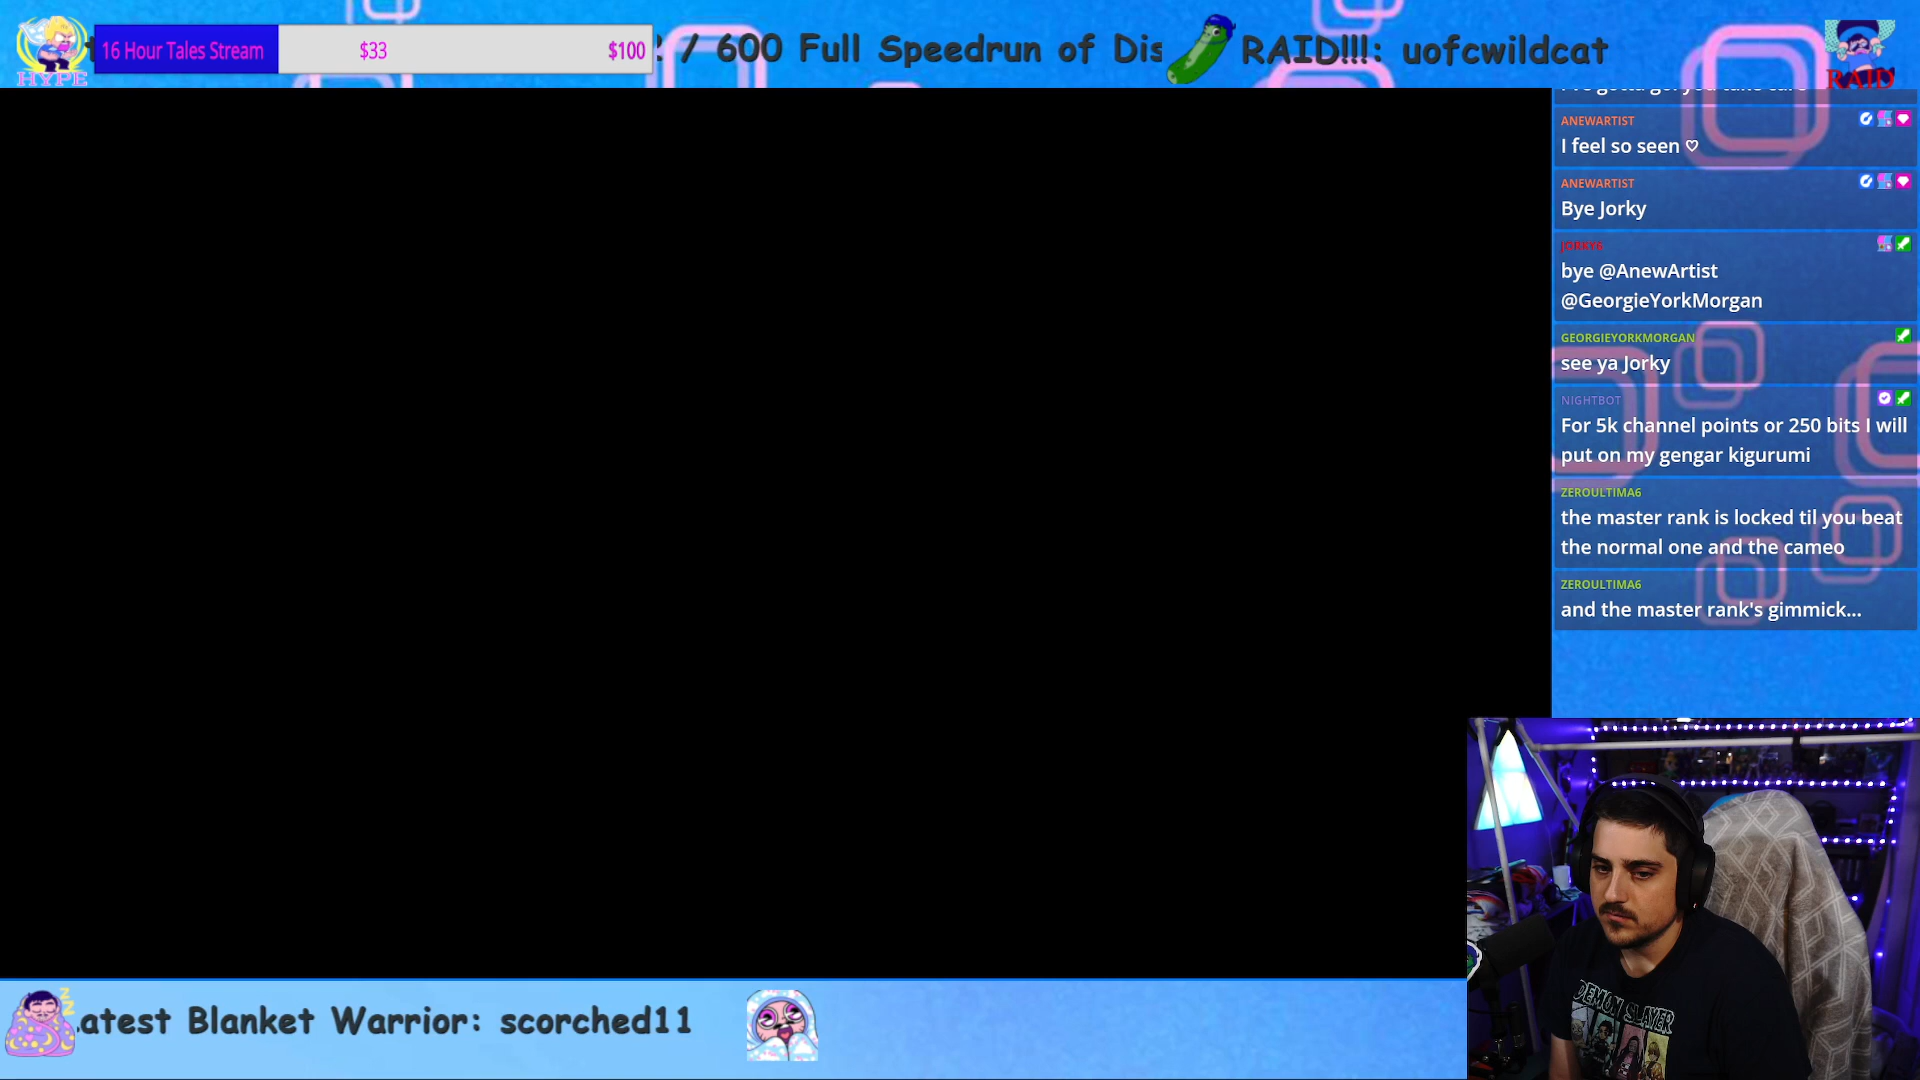 HYPE
16 Hour Tales Stream $33 $100
/ 600 Full Speedrun of Dis
RAID!!!: uofcwildcat
RAID
ANEWARTIST
I feel so seen ♡
ANEWARTIST
Bye Jorky
JORKY6
bye @AnewArtist
@GeorgieYorkMorgan
GEORGIEYORKMORGAN
see ya Jorky
NIGHTBOT
For 5k channel points or 250 bits I will
put on my gengar kigurumi
ZEROULTIMA6
the master rank is locked til you beat
the normal one and the cameo
ZEROULTIMA6
and the master rank's gimmick...
DEMON SLAYER
atest Blanket Warrior: scorched11